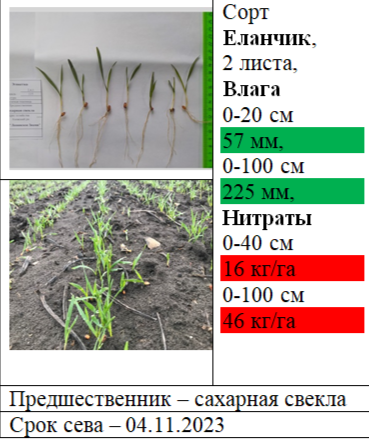 Сорт
Еланчик,
2 листа,
Влага
0-20 см
57 мм,
0-100 см
225 мм,
Нитраты
0-40 см
16 кг/га
0-100 см
46 кг/га
Предшественник – сахарная свекла
Срок сева – 04.11.2023